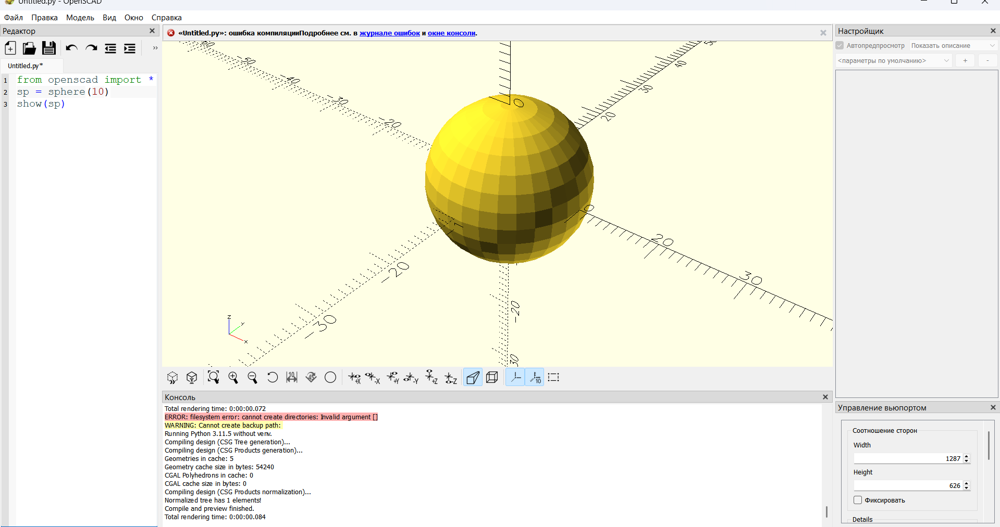 Untitled.py - OpenSCAD
Файл Правка Модель Вид Окно Справка
Редактор
»
Untitled.py*
1 from openscad import *
2 sp = sphere(10)
3 show(sp)
«Untitled.py»: ошибка компиляцииПодробнее см. в журнале ошибок и окне консоли.
-50
-40
-30
-20
40
30
20
0
0
20
30
-20
-30
-20
30
z
y
x
10 45 +X -X +Y -Y +Z -Z 10
Консоль
Total rendering time: 0:00:00.072
ERROR: filesystem error: cannot create directories: Invalid argument []
WARNING: Cannot create backup path:
Running Python 3.11.5 without venv.
Compiling design (CSG Tree generation)...
Compiling design (CSG Products generation)...
Geometries in cache: 5
Geometry cache size in bytes: 54240
CGAL Polyhedrons in cache: 0
CGAL cache size in bytes: 0
Compiling design (CSG Products normalization)...
Normalized tree has 1 elements!
Compile and preview finished.
Total rendering time: 0:00:00.084
Настройщик
Автопредпросмотр Показать описание
<параметры по умолчанию> + -
Управление вьюпортом
Соотношение сторон
Width
1287
Height
626
Фиксировать
Details